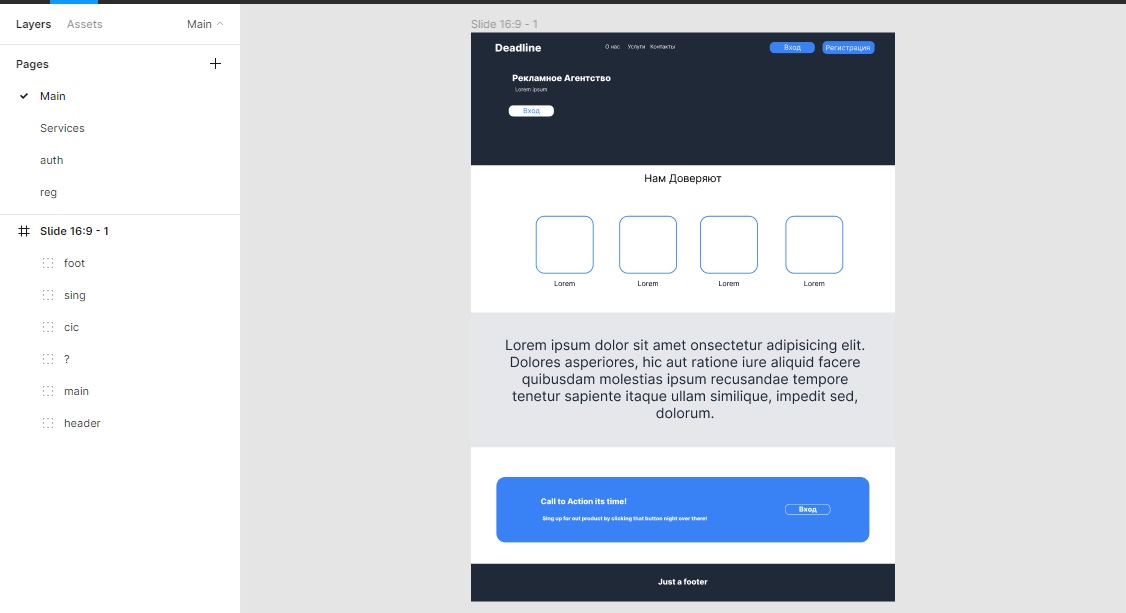 Layers Assets Main
Pages
Main
Services
auth
reg
Slide 16:9 - 1
foot
sing
cic
?
main
header
Slide 16:9 - 1
Deadline О нас Услуги Контакты Вход Регистрация
Рекламное Агентство
Lorem ipsum
Вход
Нам Доверяют
Lorem Lorem Lorem Lorem
Lorem ipsum dolor sit amet onsectetur adipisicing elit.
Dolores asperiores, hic aut ratione iure aliquid facere
quibusdam molestias ipsum recusandae tempore
tenetur sapiente itaque ullam similique, impedit sed,
dolorum.
Call to Action its time!
Sing up for out product by clicking that button night over there!
Вход
Just a footer